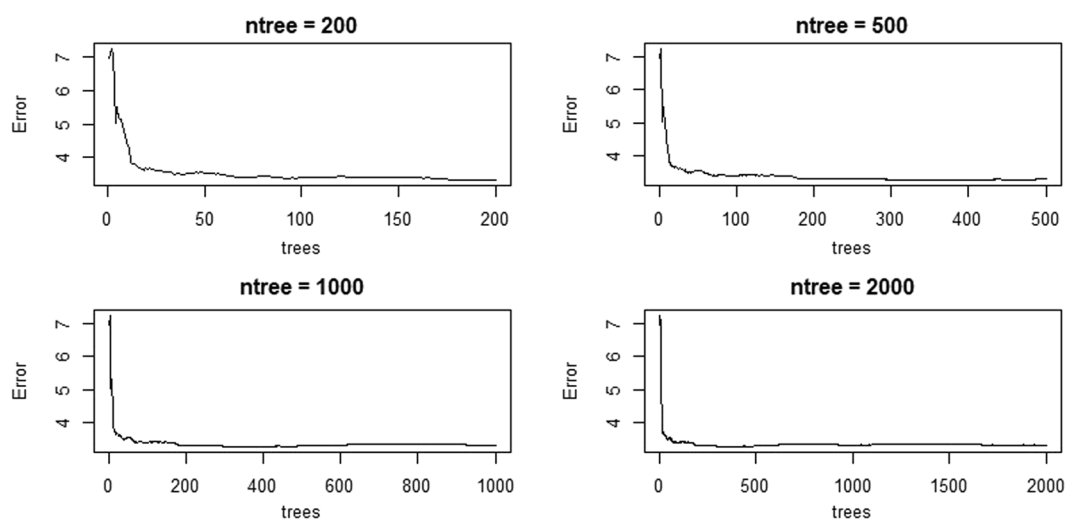 ntree = 200
7
6
5
4
Error
0 50 100 150 200
trees
ntree = 500
7
6
5
4
Error
0 100 200 300 400 500
trees
ntree = 1000
7
6
5
4
Error
0 200 400 600 800 1000
trees
ntree = 2000
7
6
5
4
Error
0 500 1000 1500 2000
trees